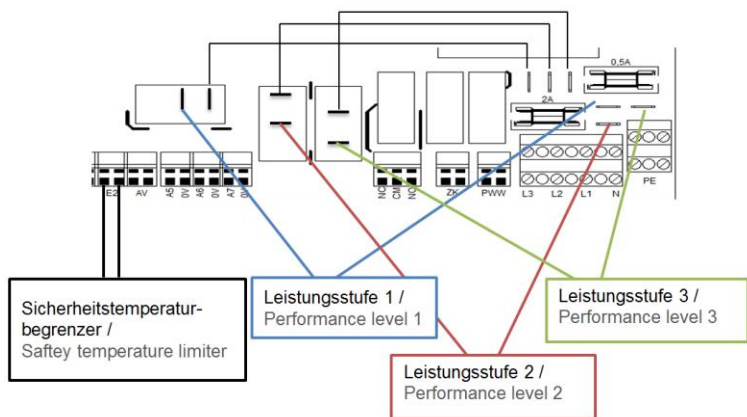 0,5A
2A
E2 AV A5 0V A6 0V A7 0V NC CM NO ZK PWW L3 L2 L1 N PE
Sicherheitstemperatur-
begrenzer /
Saftey temperature limiter
Leistungsstufe 1 /
Performance level 1
Leistungsstufe 3 /
Performance level 3
Leistungsstufe 2 /
Performance level 2